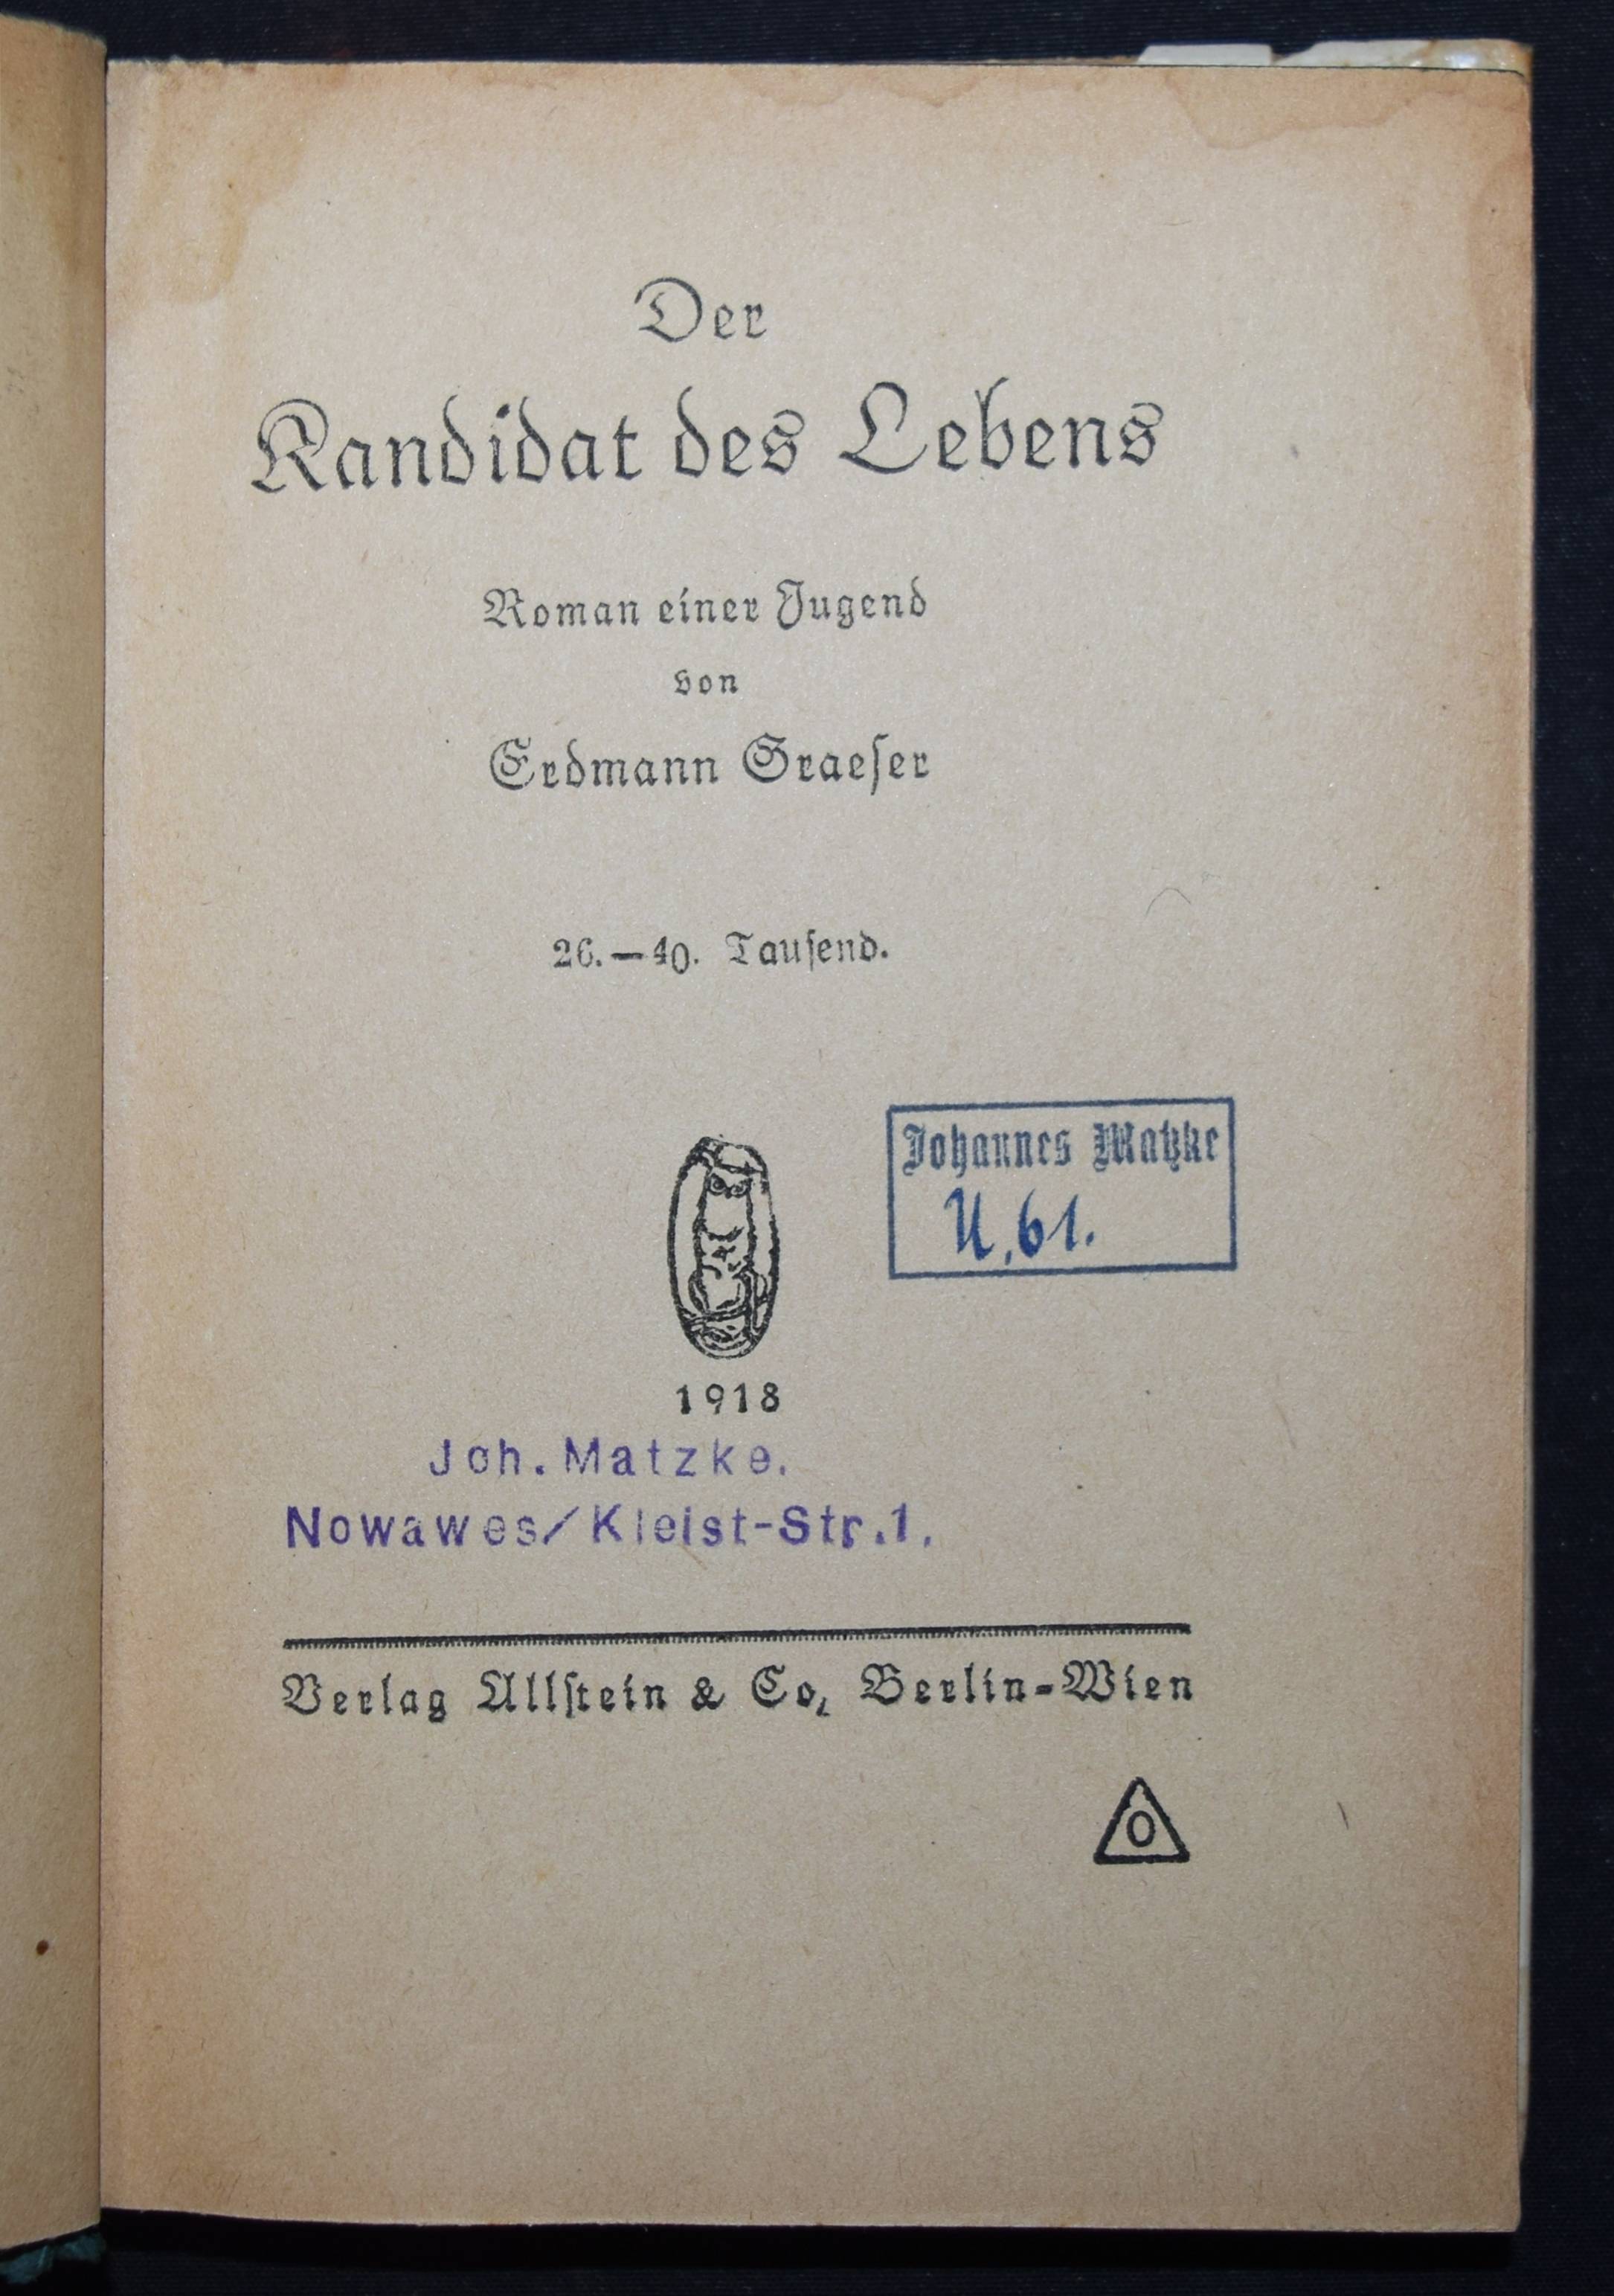 Der
Kandidat des Lebens
Roman einer Jugend
von
Erdmann Graeſer
26.—40. Tauſend.
Johannes Matzke
U. 61.
1918
Joh. Matzke.
Nowawes/Kleist-Str.1.
Verlag Ullſtein & Co, Berlin-Wien
O